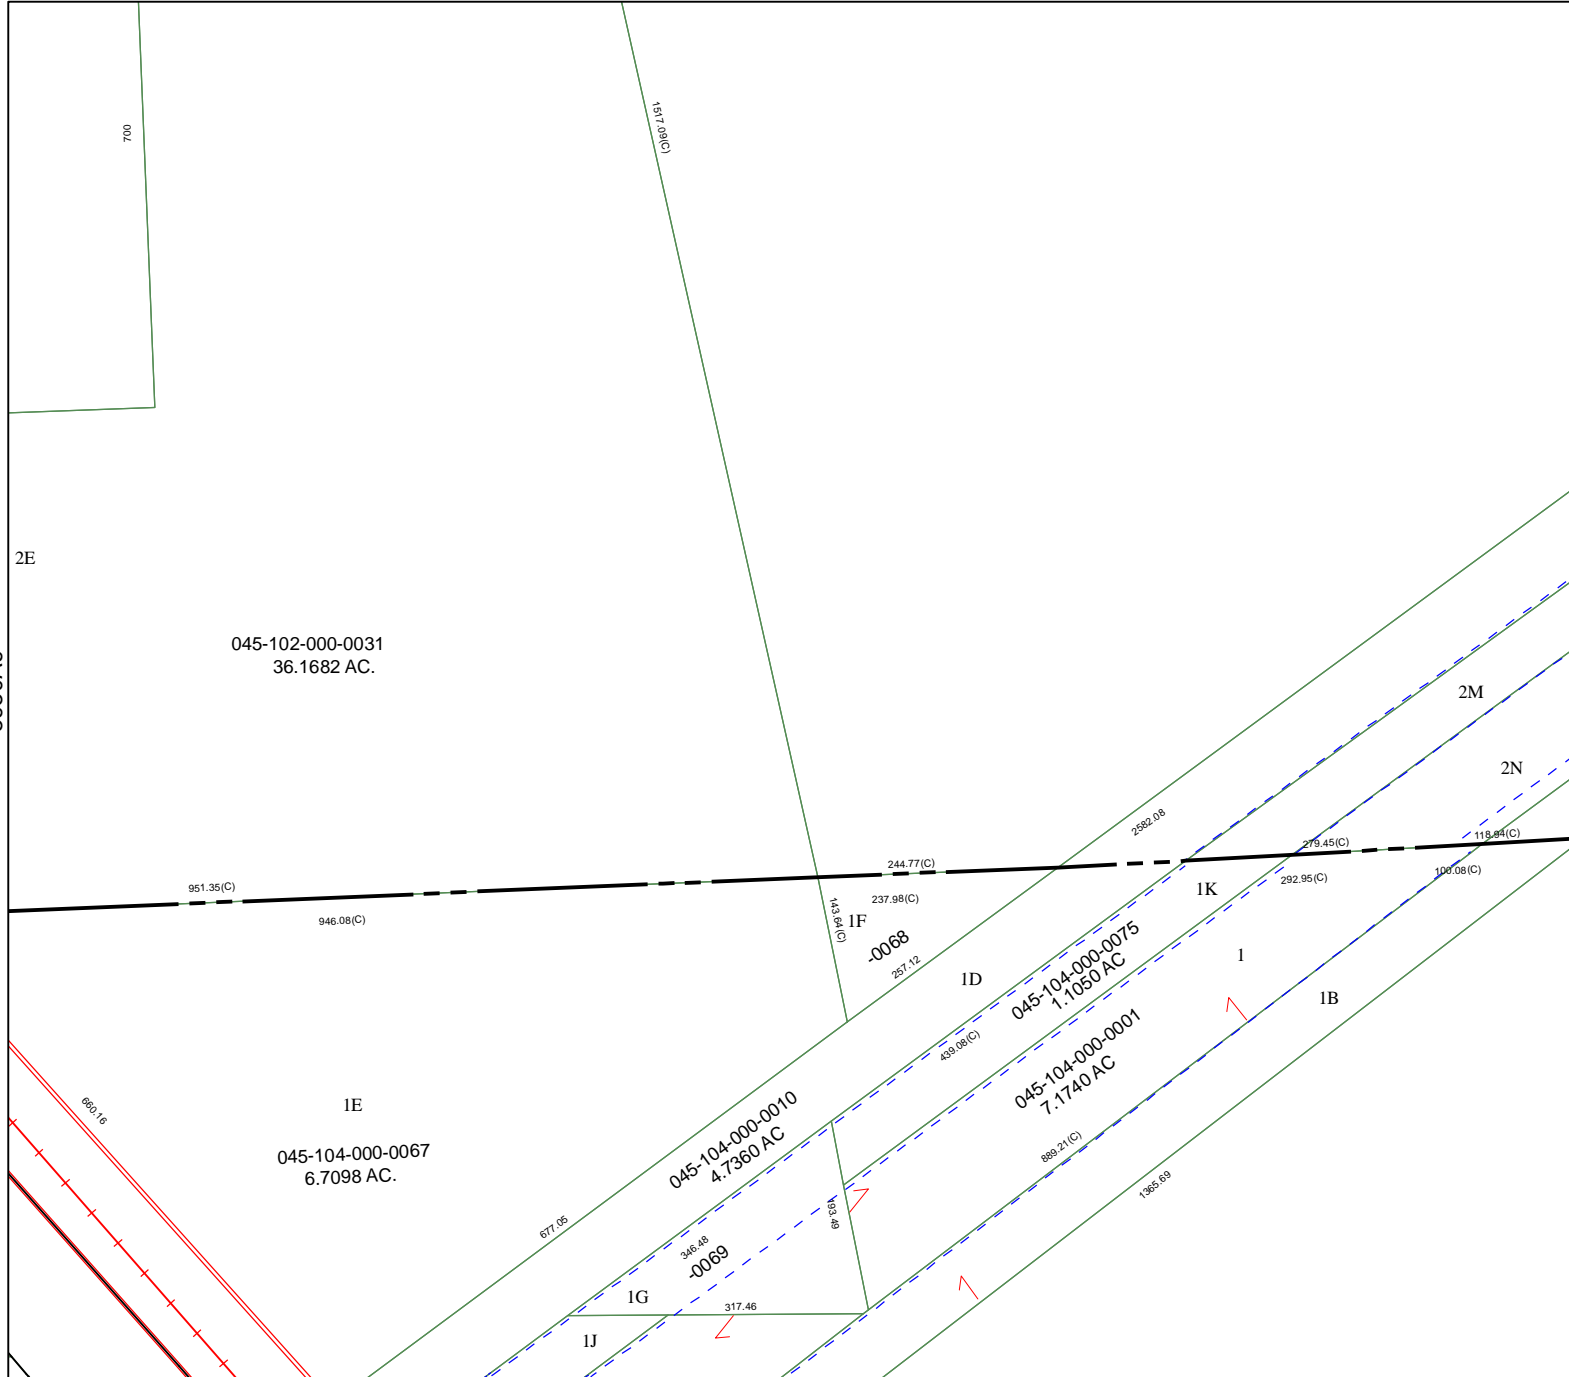 700
1517.09(C)
2E
045-102-000-0031
36.1682 AC.
2M
2N
2582.08
118.94(C)
279.45(C)
244.77(C)
951.35(C)
100.08(C)
292.95(C)
1K
237.98(C)
946.08(C)
143.64(C)
1F
-0068
257.12
1D
045-104-000-0075
1.1050 AC
1
1B
439.08(C)
045-104-000-0001
7.1740 AC
660.16
1E
045-104-000-0067
6.7098 AC.
045-104-000-0010
4.7360 AC
889.21(C)
1365.69
193.49
677.05
346.48
-0069
1G
317.46
1J